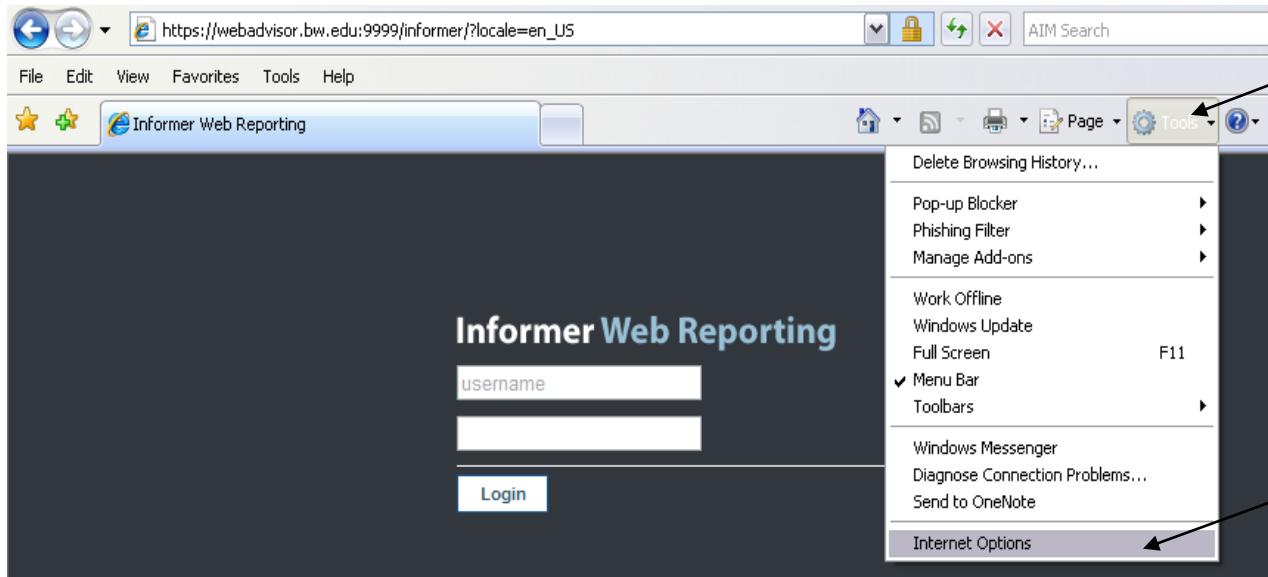 https://webadvisor.bw.edu:9999/informer/?locale=en_US
AIM Search
File Edit View Favorites Tools Help
Informer Web Reporting
Page Tools
Delete Browsing History...
Pop-up Blocker
Phishing Filter
Manage Add-ons
Work Offline
Windows Update
Full Screen F11
Menu Bar
Toolbars
Windows Messenger
Diagnose Connection Problems...
Send to OneNote
Internet Options
Informer Web Reporting
username
Login